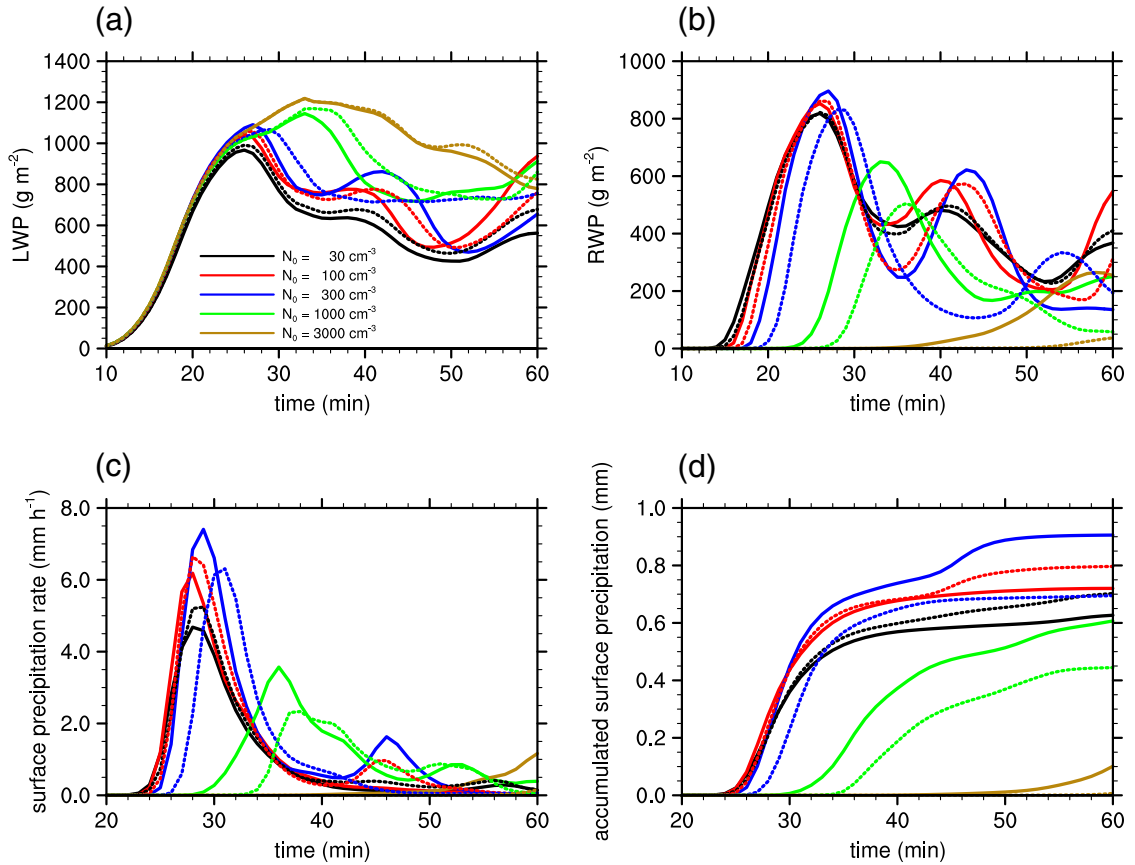 (a)
LWP (g m⁻²)
1400
1200
1000
800
600
400
200
0
N₀ = 30 cm⁻³
N₀ = 100 cm⁻³
N₀ = 300 cm⁻³
N₀ = 1000 cm⁻³
N₀ = 3000 cm⁻³
10 20 30 40 50 60
time (min)
(b)
RWP (g m⁻²)
1000
800
600
400
200
0
10 20 30 40 50 60
time (min)
(c)
surface precipitation rate (mm h⁻¹)
8.0
6.0
4.0
2.0
0.0
20 30 40 50 60
time (min)
(d)
accumulated surface precipitation (mm)
1.0
0.8
0.6
0.4
0.2
0.0
20 30 40 50 60
time (min)